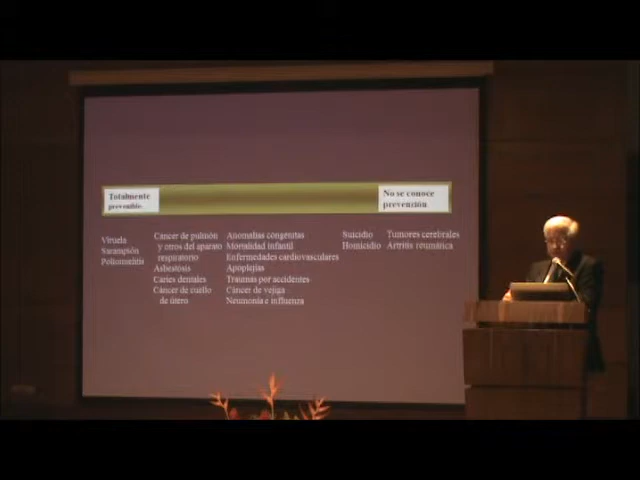 Totalmente
prevenible.
No se conoce
prevención.
Viruela
Sarampión
Poliomielitis
Cáncer de pulmón
y otros del aparato
respiratorio
Asbestosis
Caries dentales
Cáncer de cuello
de útero
Anomalías congénitas
Mortalidad infantil
Enfermedades cardiovasculares
Apoplejías
Traumas por accidentes
Cáncer de vejiga
Neumonía e influenza
Suicidio
Homicidio
Tumores cerebrales
Artritis reumática